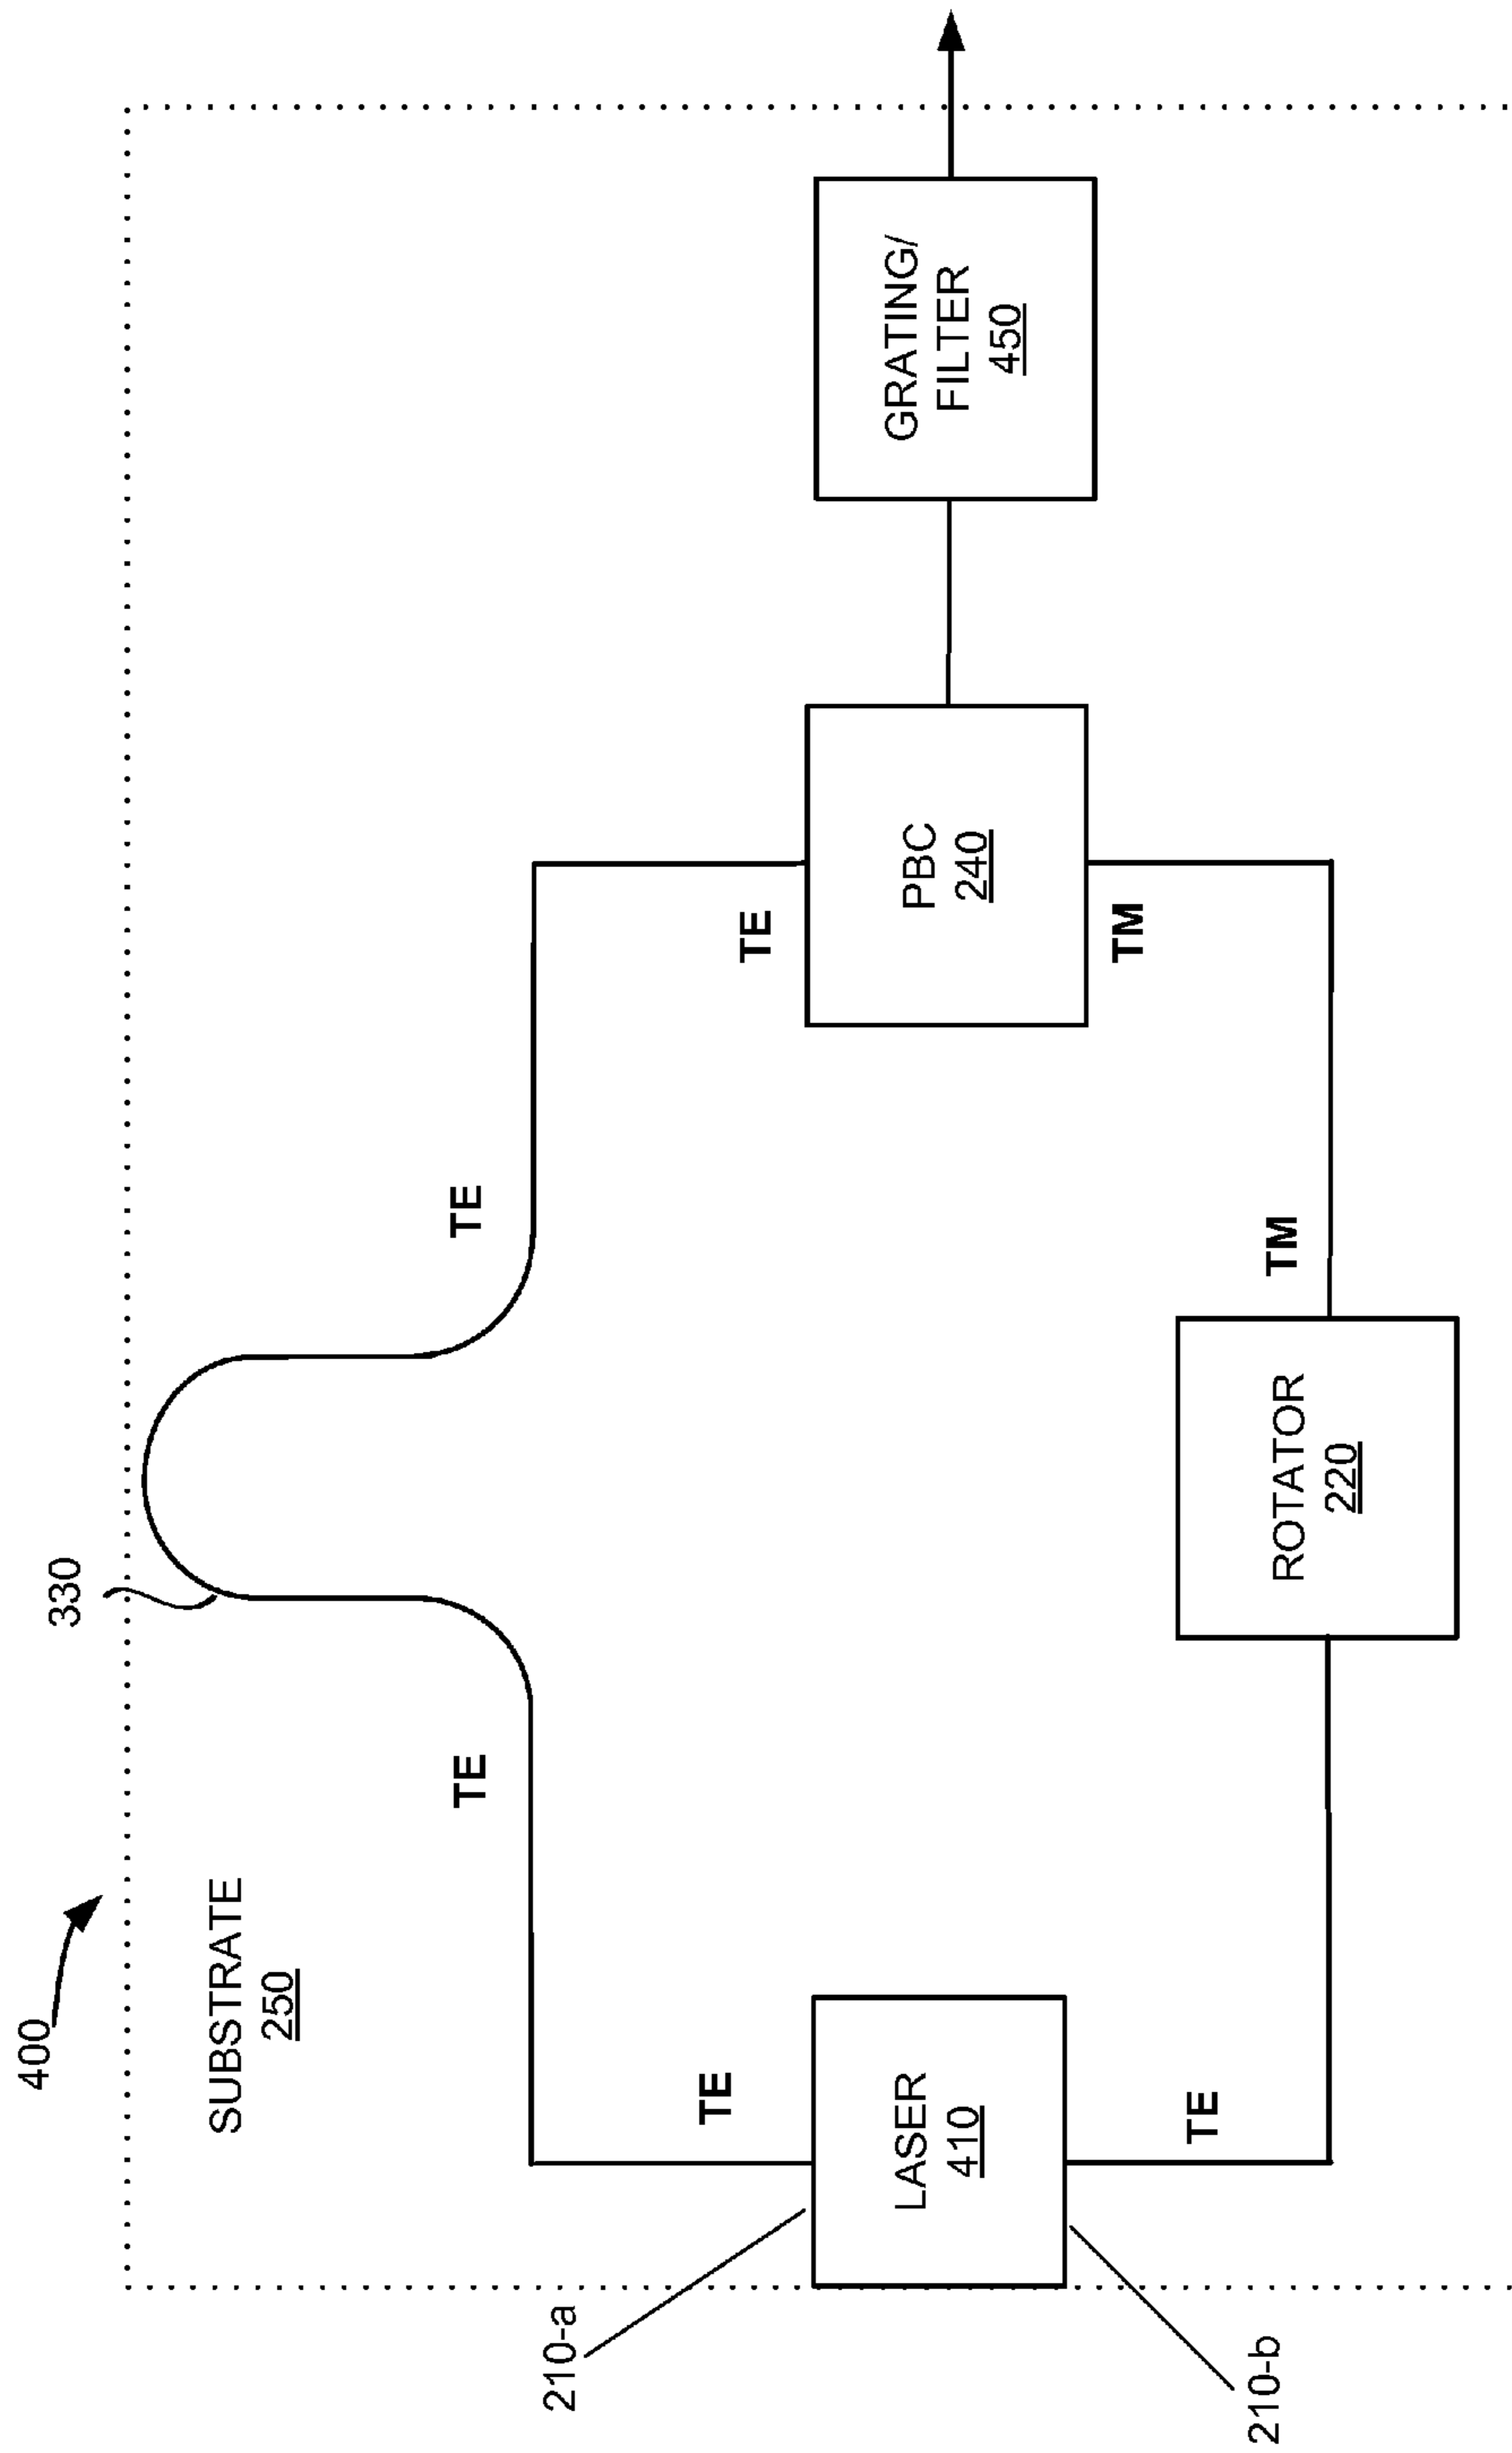 400
SUBSTRATE
250
330
TE
TE
210-a
TE
LASER
410
TE
210-b
TE
PBC
240
TM
GRATING/
FILTER
450
ROTATOR
220
TM